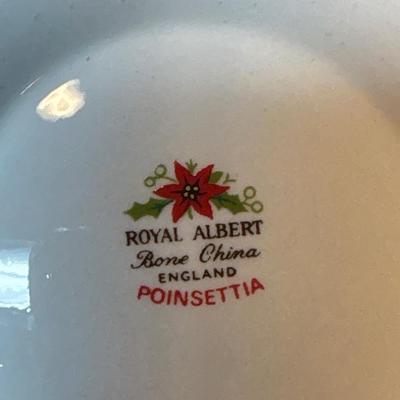 ROYAL ALBERT
Bone China
ENGLAND
POINSETTIA